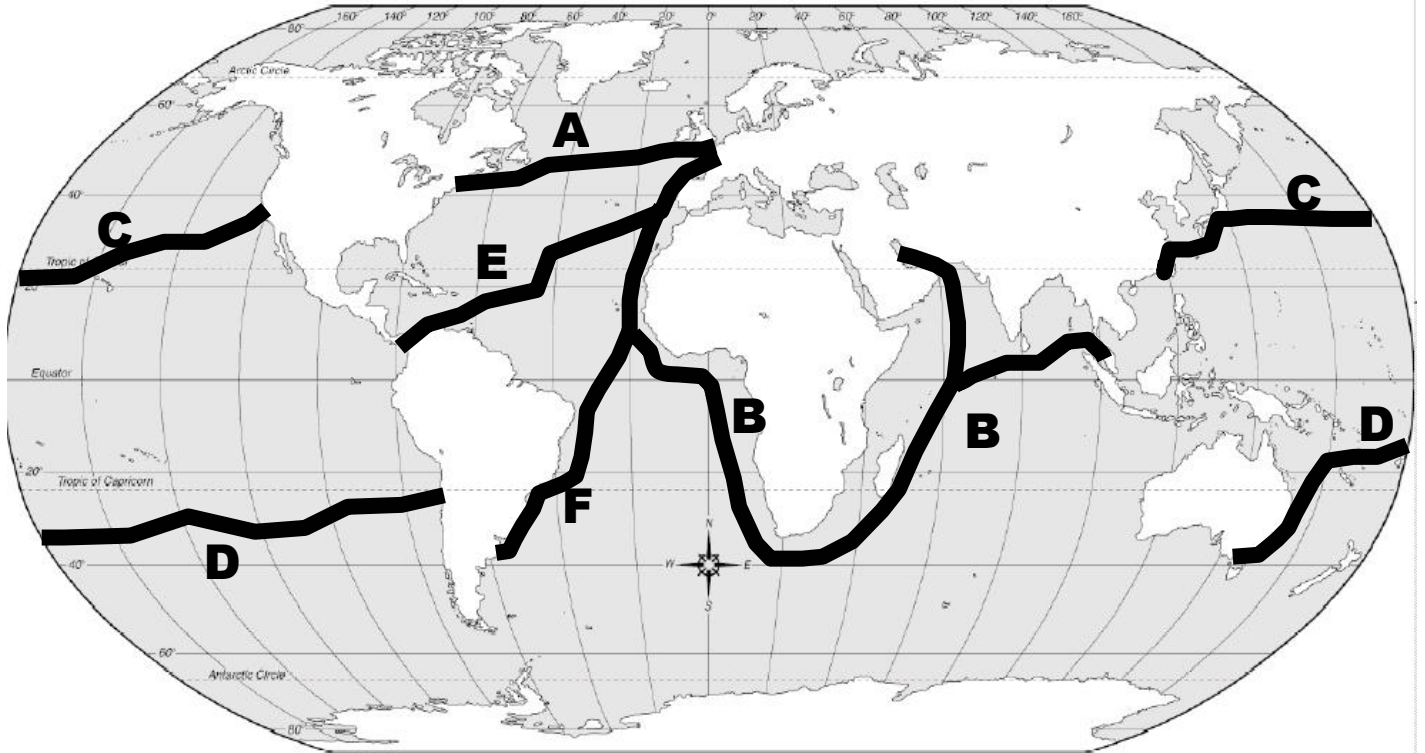 160° 140° 120° 100° 80° 60° 40° 20° 0° 20° 40° 60° 80° 100° 120° 140° 160°
80°
Arctic Circle
60°
A
40°
C
C
E
Tropic of
20°
Equator
B
B
D
20°
Tropic of Capricorn
F
N
D
40°
W E
S
60°
Antarctic Circle
80°